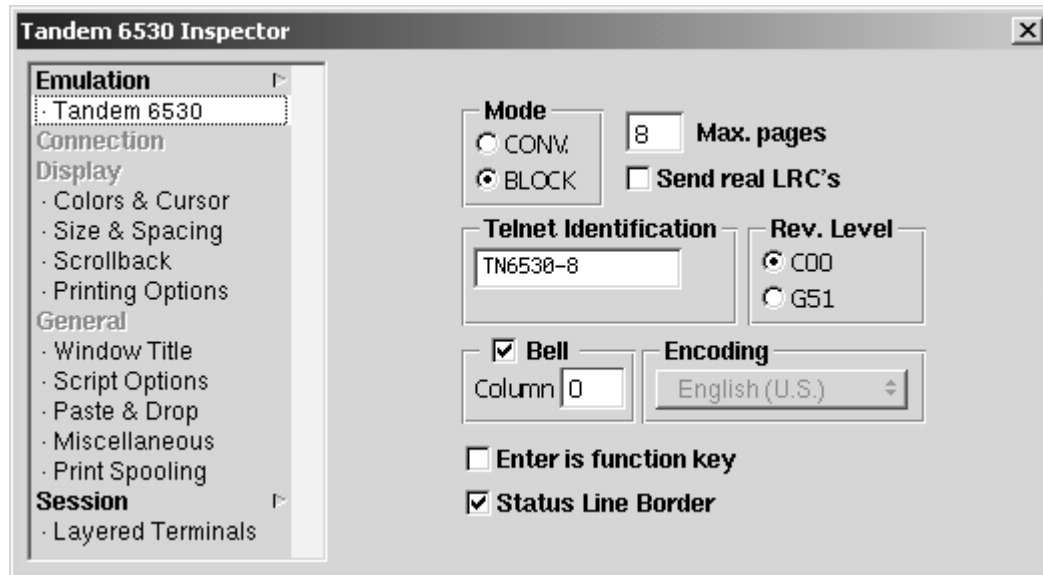 Tandem 6530 Inspector
Emulation
· Tandem 6530
Connection
Display
· Colors & Cursor
· Size & Spacing
· Scrollback
· Printing Options
General
· Window Title
· Script Options
· Paste & Drop
· Miscellaneous
· Print Spooling
Session
· Layered Terminals
Mode
CONV.
BLOCK
8 Max. pages
Send real LRC's
Telnet Identification
TN6530-8
Rev. Level
C00
G51
Bell
Column 0
Encoding
English (U.S.)
Enter is function key
Status Line Border